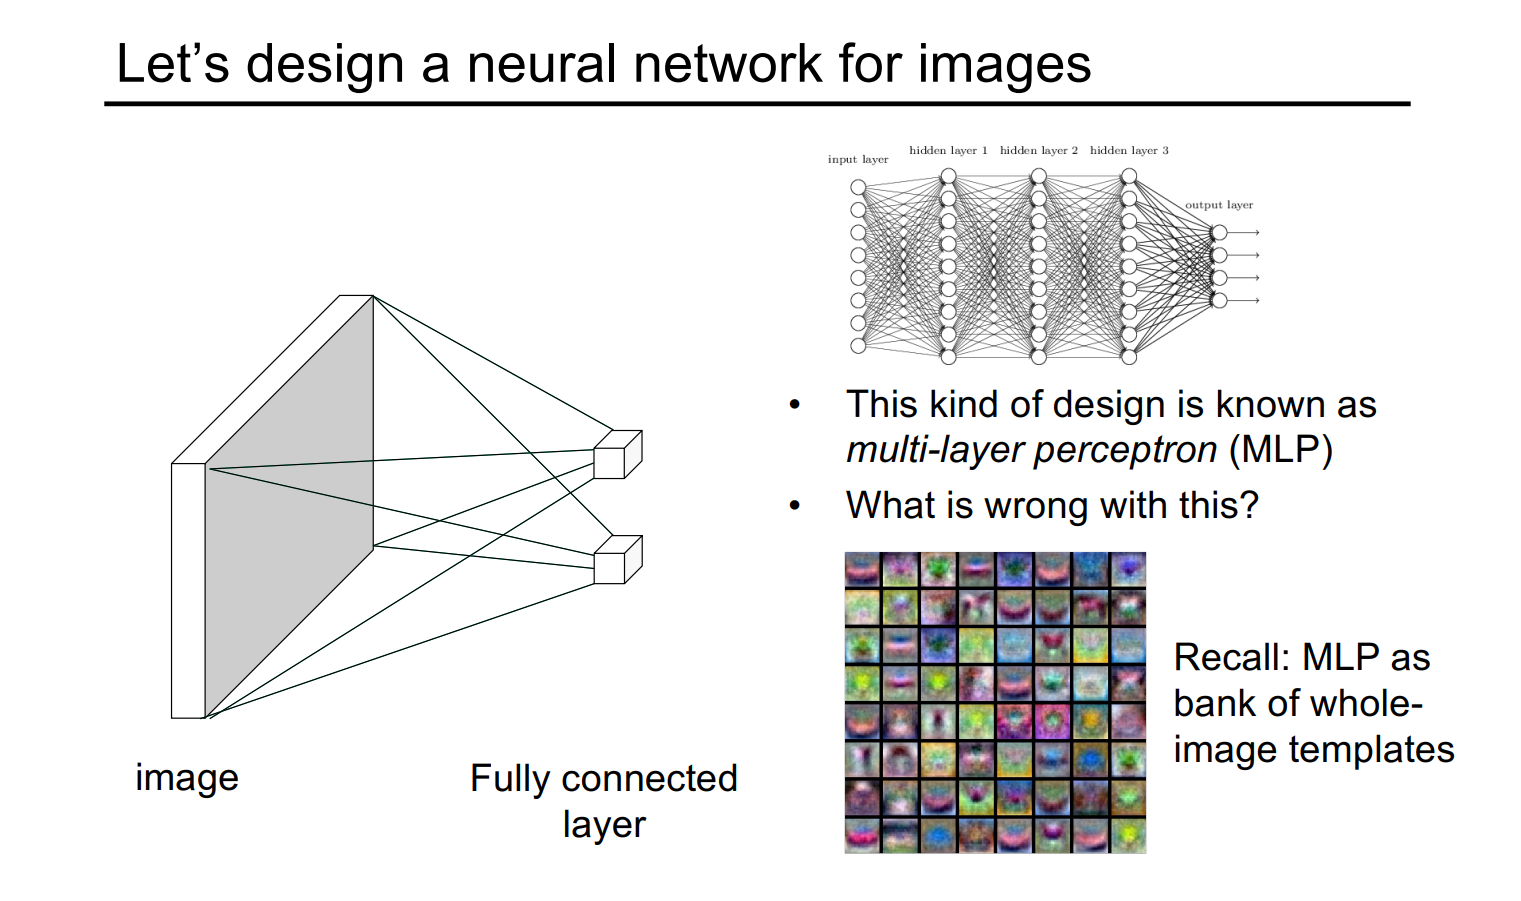 Let’s design a neural network for images
input layer
hidden layer 1
hidden layer 2
hidden layer 3
output layer
• This kind of design is known as
multi-layer perceptron (MLP)
• What is wrong with this?
Recall: MLP as
bank of whole-
image templates
image
Fully connected
layer